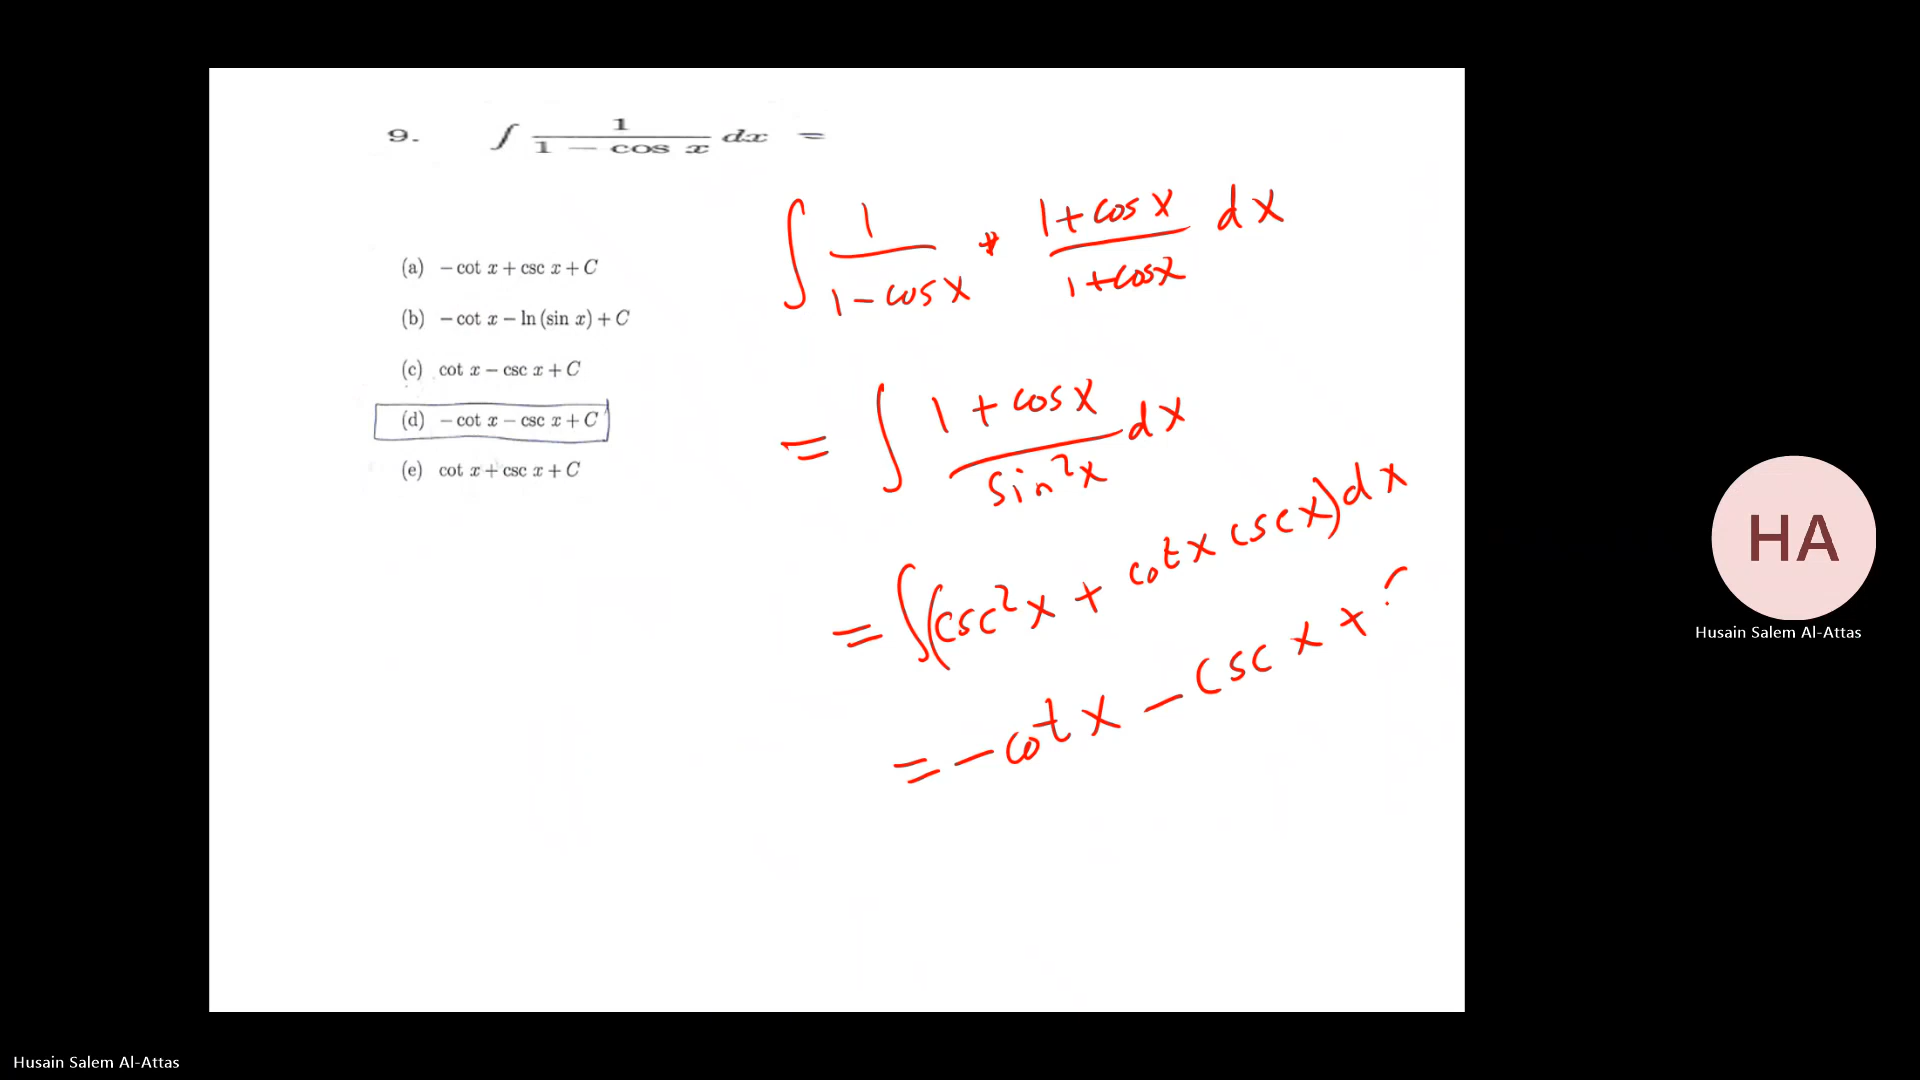 9. ∫ 1/(1 − cos x) dx =
(a) −cot x + csc x + C
(b) −cot x − ln (sin x) + C
(c) cot x − csc x + C
(d) −cot x − csc x + C
(e) cot x + csc x + C
∫ 1/(1 − cos x) * (1 + cos x)/(1 + cos x) dx
= ∫ (1 + cos x)/(sin²x) dx
= ∫(csc²x + cot x csc x) dx
= −cot x − csc x +
HA
Husain Salem Al-Attas
Husain Salem Al-Attas